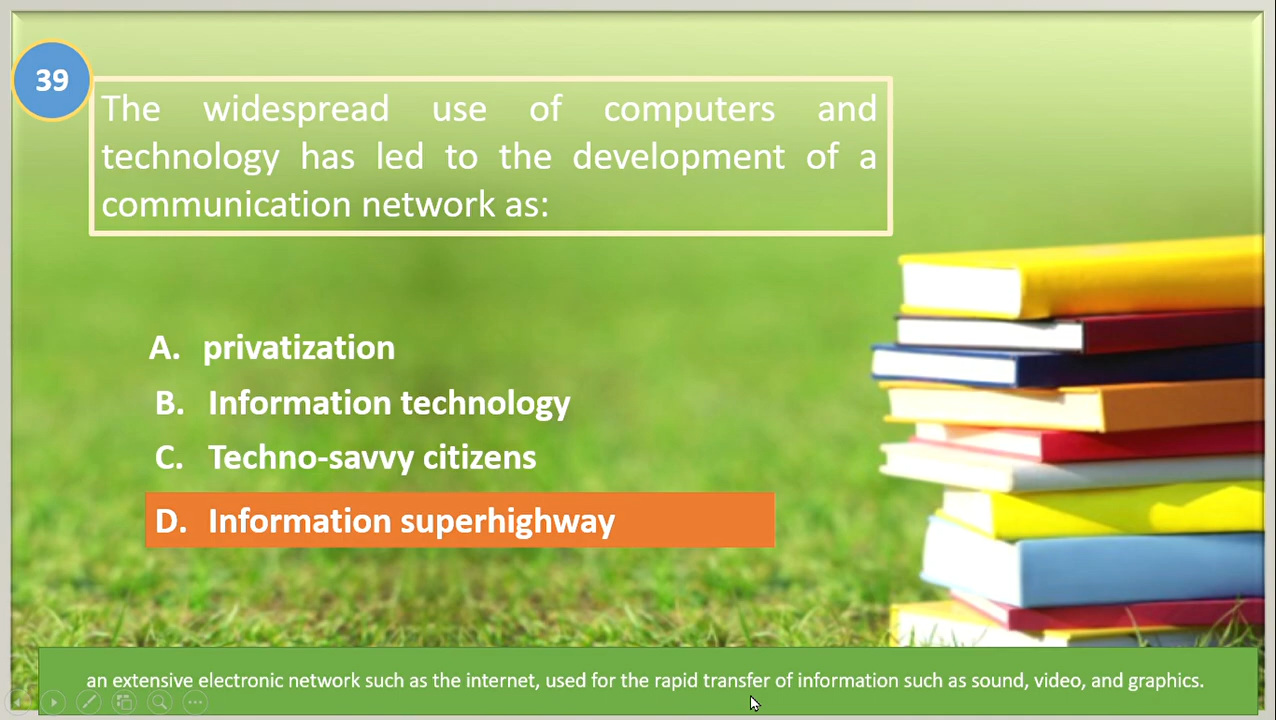 39
The widespread use of computers and
technology has led to the development of a
communication network as:
A. privatization
B. Information technology
C. Techno-savvy citizens
D. Information superhighway
an extensive electronic network such as the internet, used for the rapid transfer of information such as sound, video, and graphics.